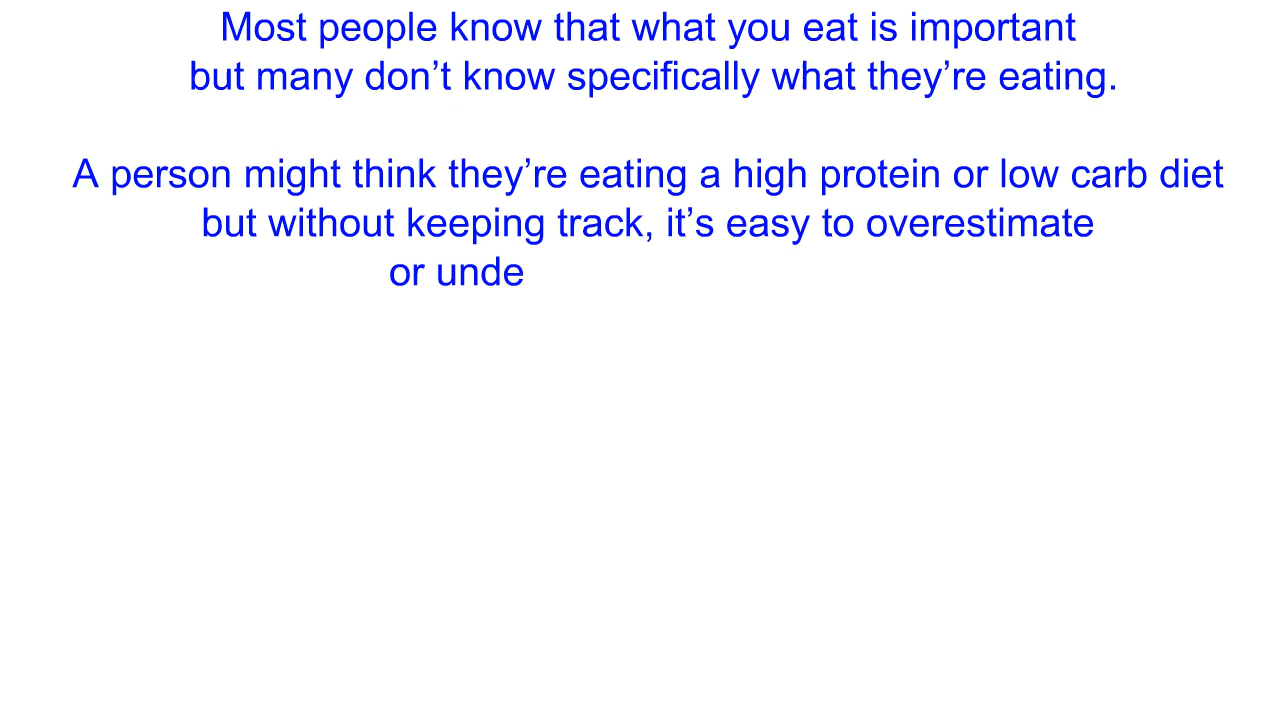 Most people know that what you eat is important
but many don’t know specifically what they’re eating.
A person might think they’re eating a high protein or low carb diet
but without keeping track, it’s easy to overestimate
or unde